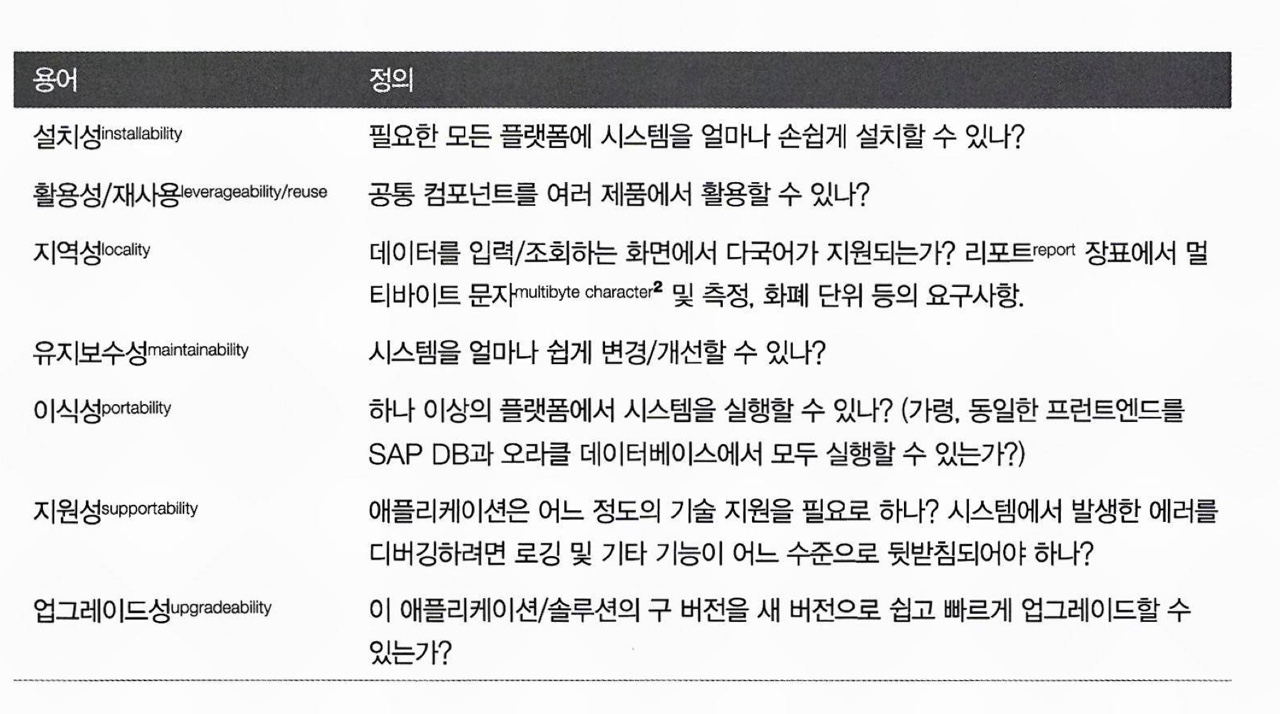 용어 정의
설치성installability 필요한 모든 플랫폼에 시스템을 얼마나 손쉽게 설치할 수 있나?
활용성/재사용leverageability/reuse 공통 컴포넌트를 여러 제품에서 활용할 수 있나?
지역성locality 데이터를 입력/조회하는 화면에서 다국어가 지원되는가? 리포트report 장표에서 멀
티바이트 문자multibyte character2 및 측정, 화폐 단위 등의 요구사항.
유지보수성maintainability 시스템을 얼마나 쉽게 변경/개선할 수 있나?
이식성portability 하나 이상의 플랫폼에서 시스템을 실행할 수 있나? (가령, 동일한 프런트엔드를
SAP DB과 오라클 데이터베이스에서 모두 실행할 수 있는가?)
지원성supportability 애플리케이션은 어느 정도의 기술 지원을 필요로 하나? 시스템에서 발생한 에러를
디버깅하려면 로깅 및 기타 기능이 어느 수준으로 뒷받침되어야 하나?
업그레이드성upgradeability 이 애플리케이션/솔루션의 구 버전을 새 버전으로 쉽고 빠르게 업그레이드할 수
있는가?